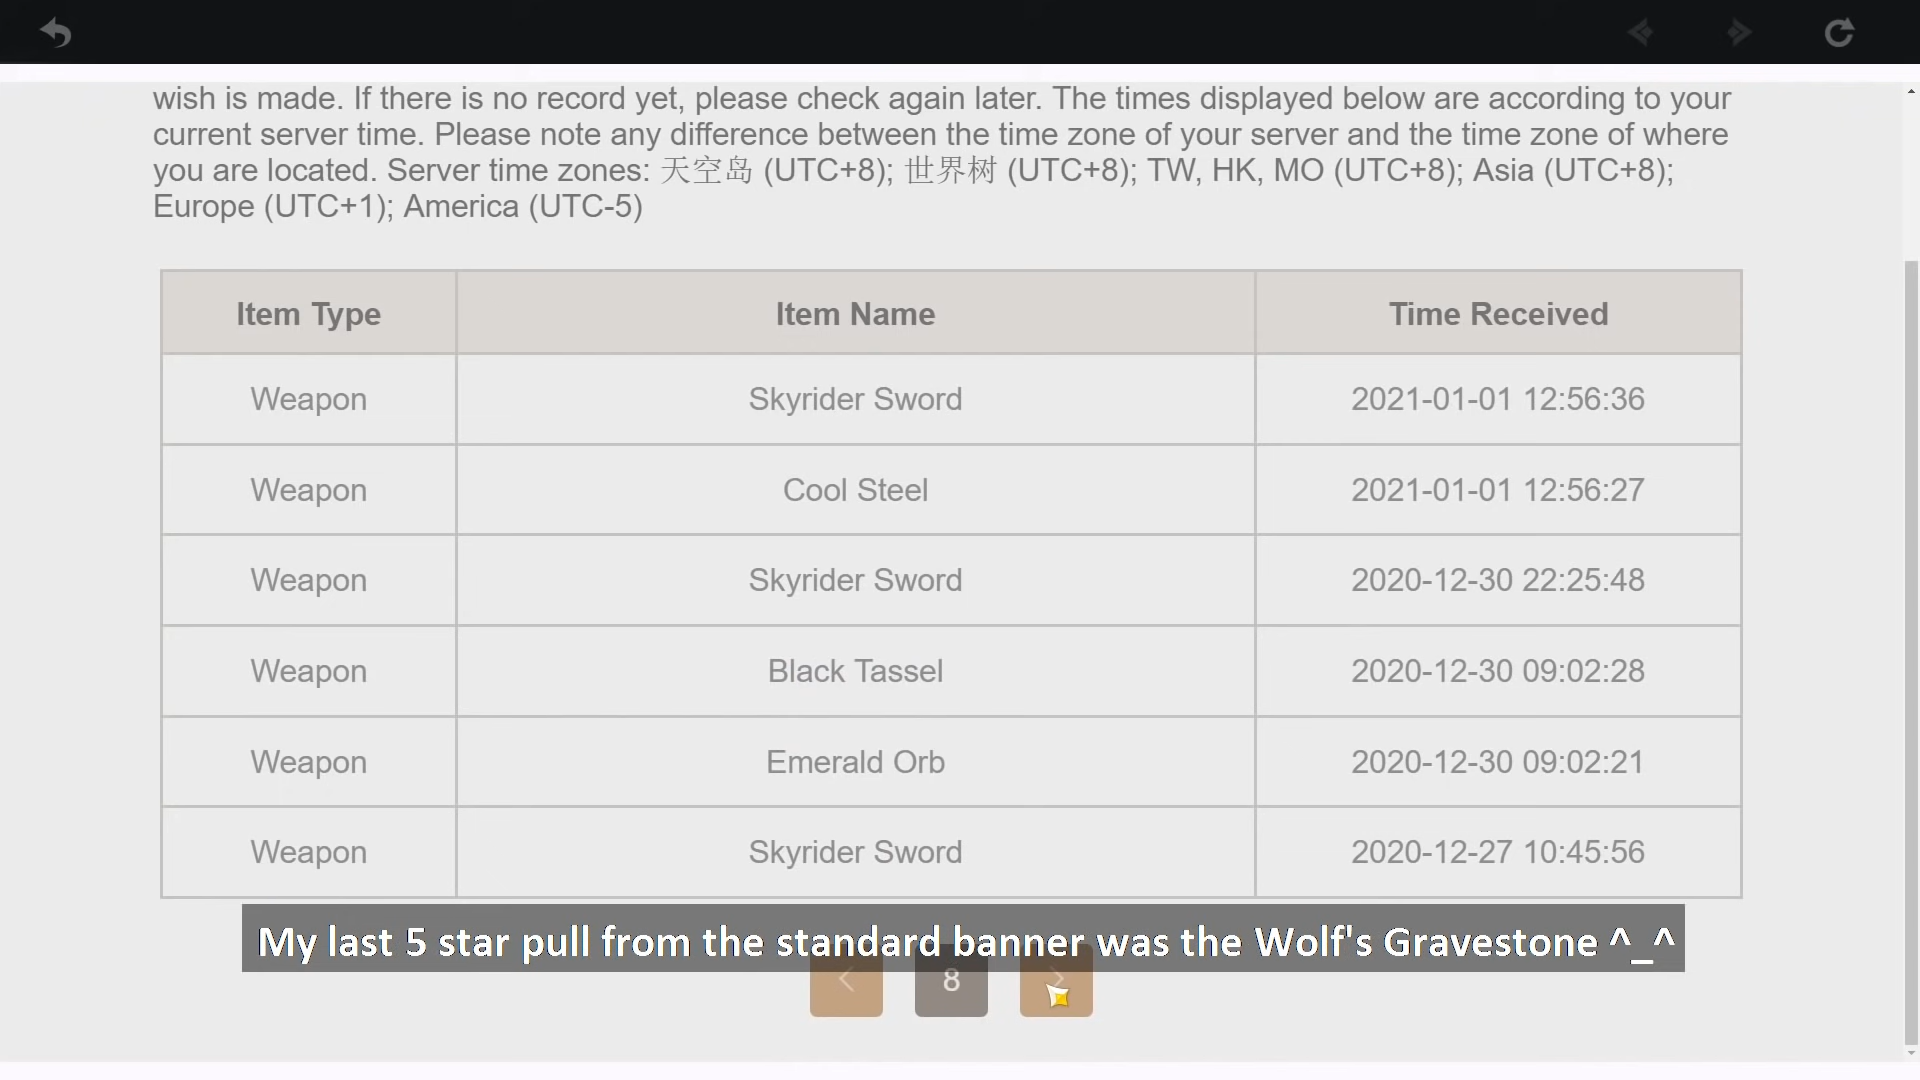 wish is made. If there is no record yet, please check again later. The times displayed below are according to your
current server time. Please note any difference between the time zone of your server and the time zone of where
you are located. Server time zones: 天空岛 (UTC+8); 世界树 (UTC+8); TW, HK, MO (UTC+8); Asia (UTC+8);
Europe (UTC+1); America (UTC-5)
Item Type Item Name Time Received
Weapon Skyrider Sword 2021-01-01 12:56:36
Weapon Cool Steel 2021-01-01 12:56:27
Weapon Skyrider Sword 2020-12-30 22:25:48
Weapon Black Tassel 2020-12-30 09:02:28
Weapon Emerald Orb 2020-12-30 09:02:21
Weapon Skyrider Sword 2020-12-27 10:45:56
My last 5 star pull from the standard banner was the Wolf's Gravestone ^_^
8